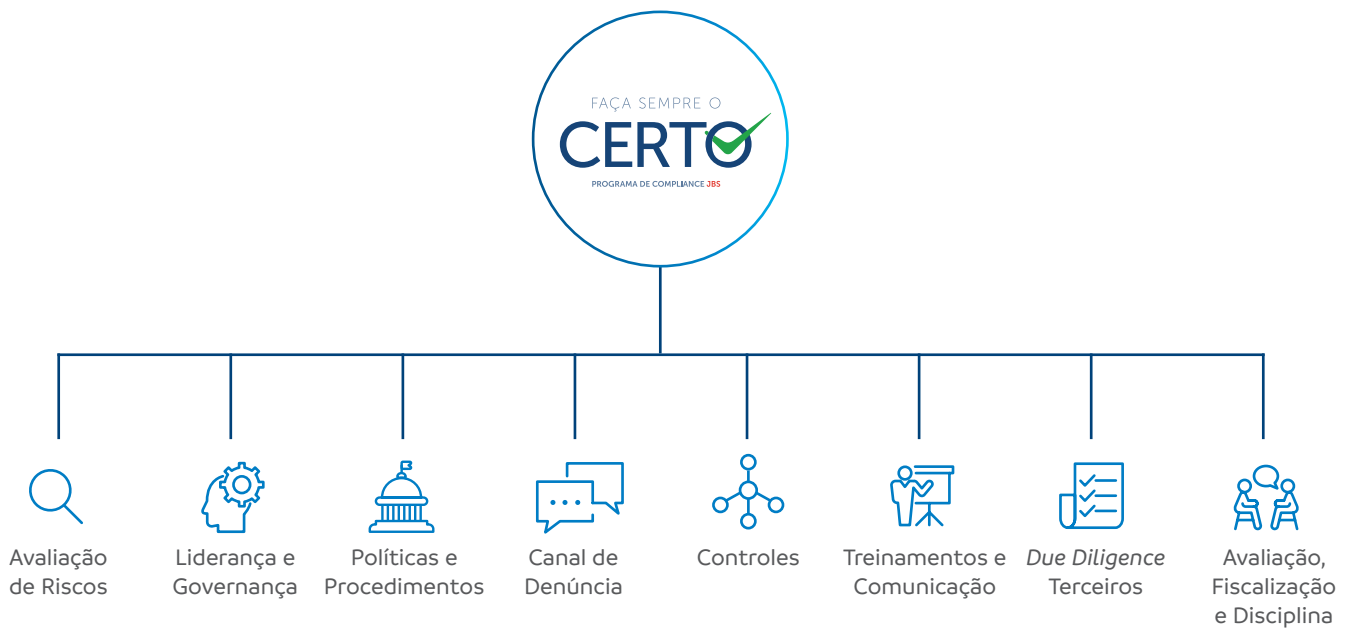 FAÇA SEMPRE O
CERTO
PROGRAMA DE COMPLIANCE JBS
Avaliação
de Riscos
Liderança e
Governança
Políticas e
Procedimentos
Canal de
Denúncia
Controles
Treinamentos e
Comunicação
Due Diligence
Terceiros
Avaliação,
Fiscalização
e Disciplina